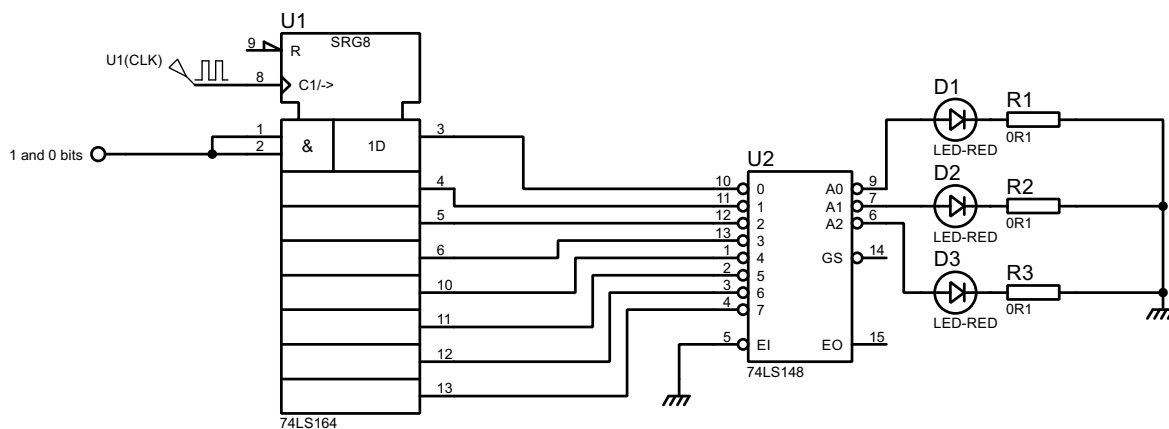 U1
SRG8
9
R
U1(CLK)
8
C1/->
1
2
&
1D
3
1 and 0 bits
4
5
6
10
11
12
13
74LS164
U2
10
0
11
1
12
2
13
3
1
4
2
5
3
6
4
7
5
EI
A0
9
A1
7
A2
6
GS
14
EO
15
74LS148
D1
LED-RED
R1
0R1
D2
LED-RED
R2
0R1
D3
LED-RED
R3
0R1